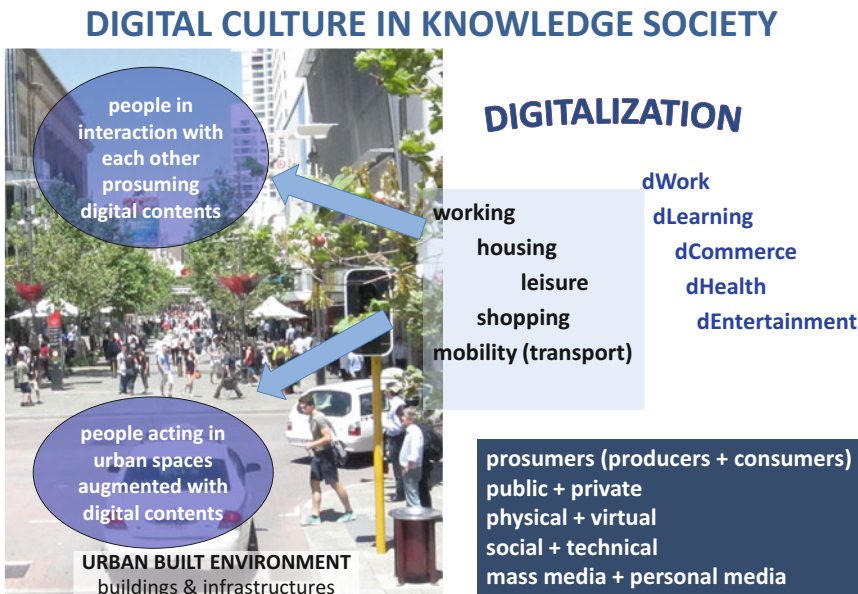 DIGITAL CULTURE IN KNOWLEDGE SOCIETY
people in
interaction with
each other
prosuming
digital contents
DIGITALIZATION
dWork
dLearning
dCommerce
dHealth
dEntertainment
working
housing
leisure
shopping
mobility (transport)
people acting in
urban spaces
augmented with
digital contents
URBAN BUILT ENVIRONMENT
buildings & infrastructures
prosumers (producers + consumers)
public + private
physical + virtual
social + technical
mass media + personal media